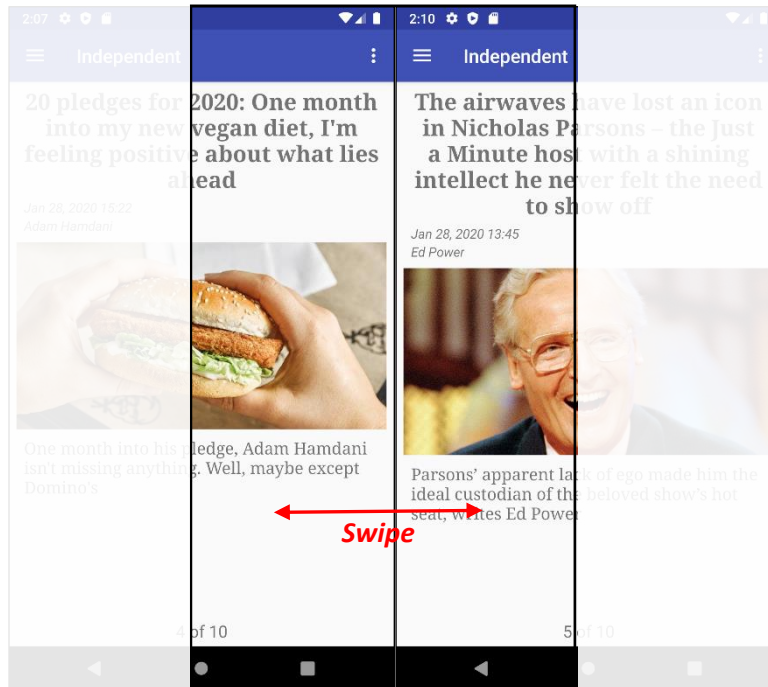 2:07
Independent
20 pledges for 2020: One month
into my new vegan diet, I'm
feeling positive about what lies
ahead
Jan 28, 2020 15:22
Adam Hamdani
One month into his pledge, Adam Hamdani
isn't missing anything. Well, maybe except
Domino's
4 of 10
2:10
Independent
The airwaves have lost an icon
in Nicholas Parsons – the Just
a Minute host with a shining
intellect he never felt the need
to show off
Jan 28, 2020 13:45
Ed Power
Parsons’ apparent lack of ego made him the
ideal custodian of the beloved show's hot
seat, writes Ed Power
5 of 10
Swipe